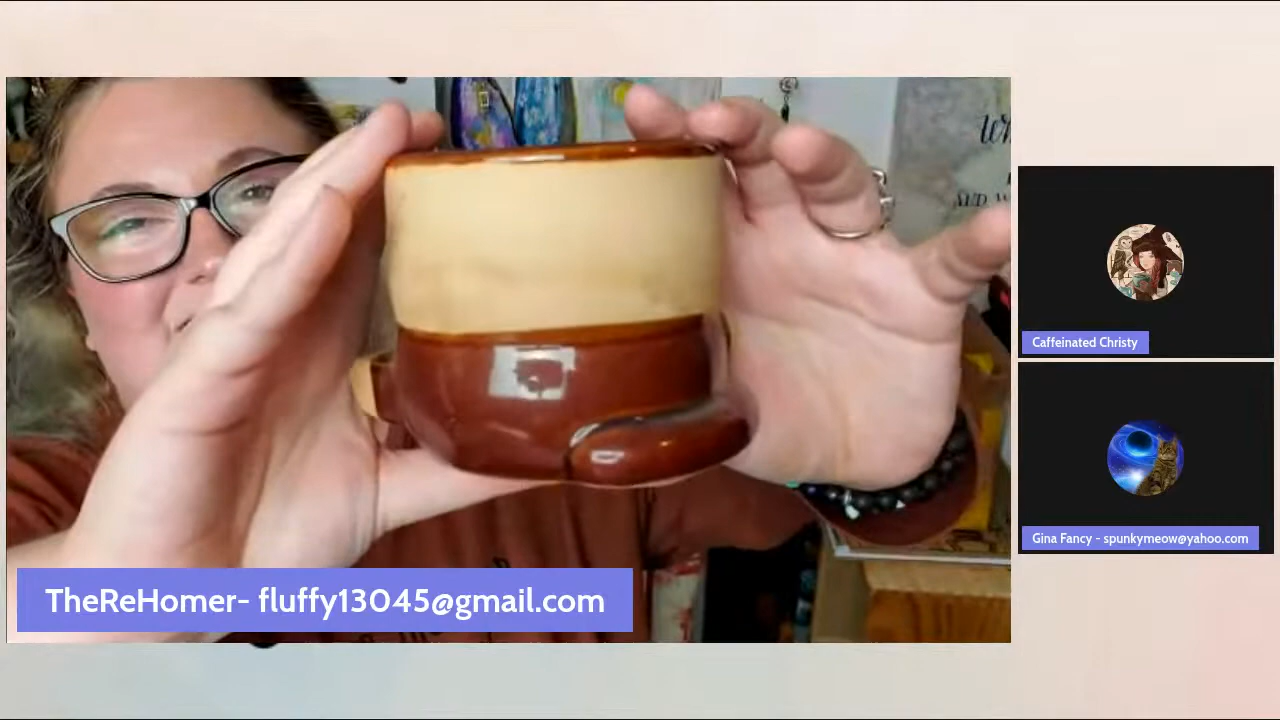 TheReHomer- fluffy13045@gmail.com
Caffeinated Christy
Gina Fancy - spunkymeow@yahoo.com